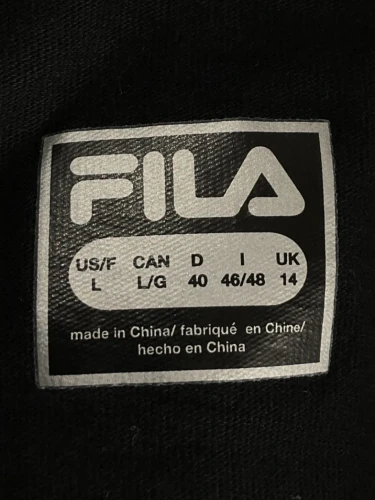 FILA
US/F CAN D I UK
L L/G 40 46/48 14
made in China/ fabriqué en Chine/
hecho en China